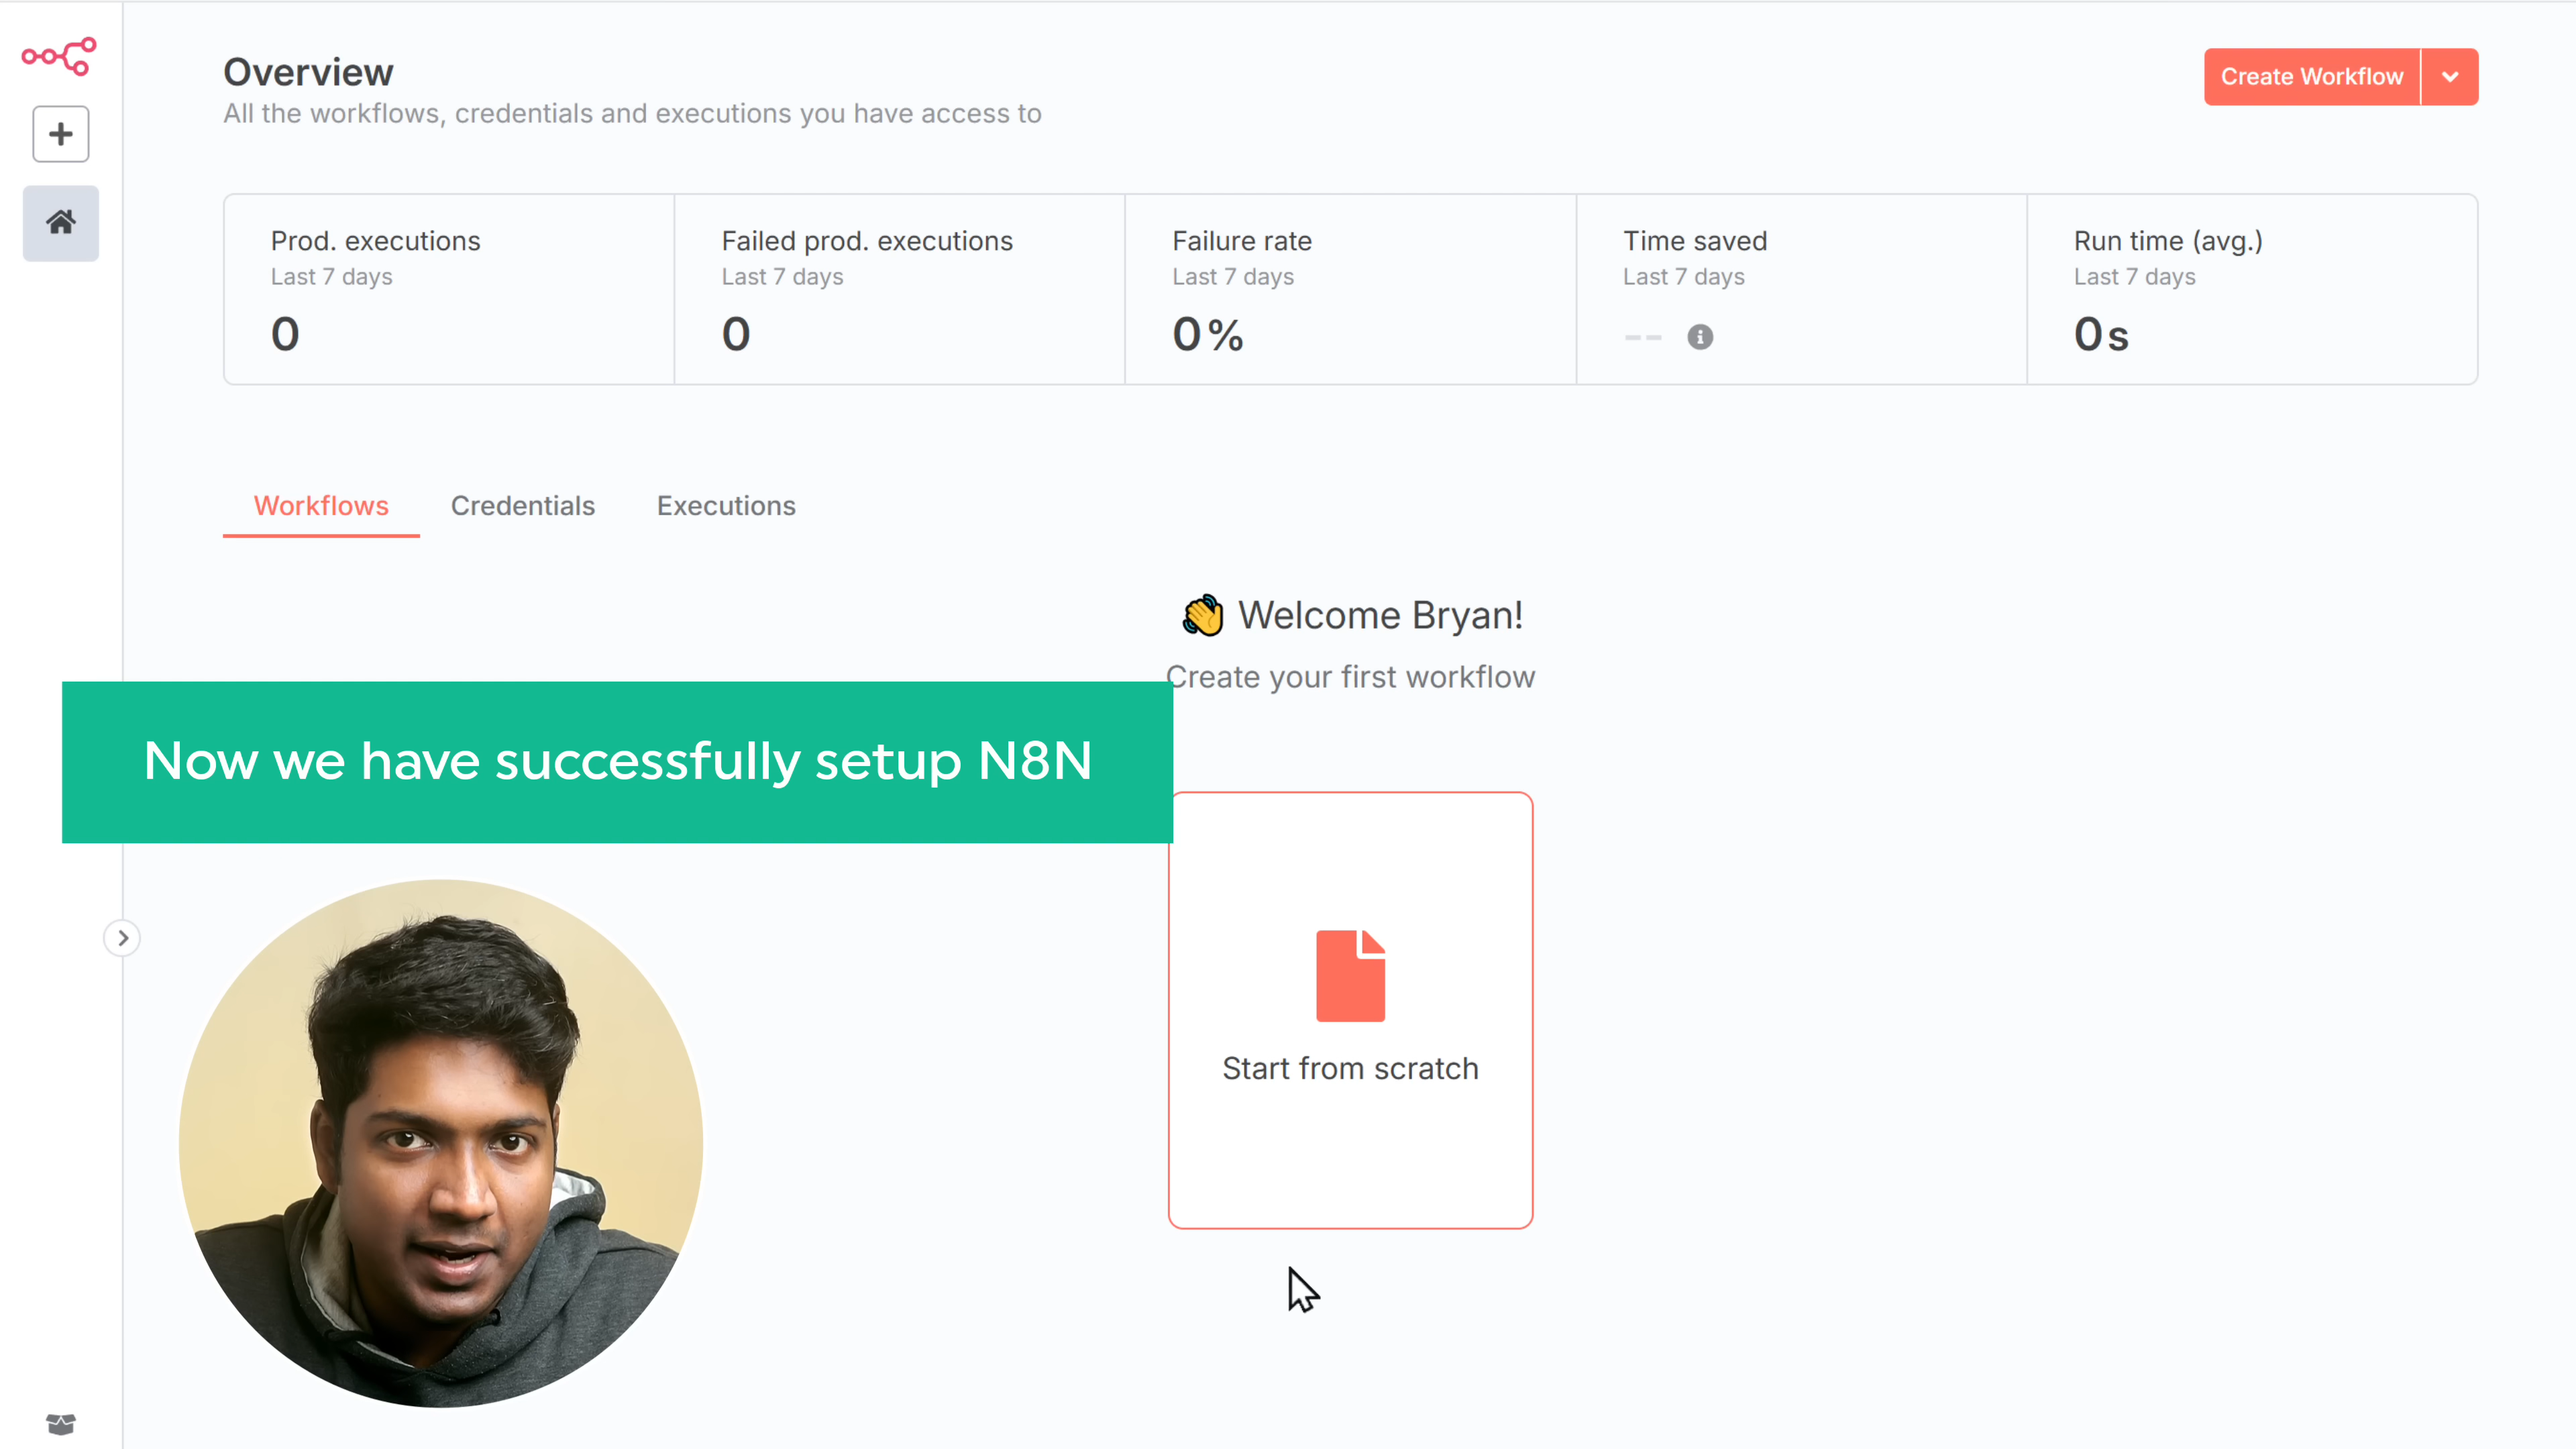 Overview
All the workflows, credentials and executions you have access to
Create Workflow
Prod. executions
Last 7 days
0
Failed prod. executions
Last 7 days
0
Failure rate
Last 7 days
0%
Time saved
Last 7 days
--
Run time (avg.)
Last 7 days
0s
Workflows Credentials Executions
👋 Welcome Bryan!
Create your first workflow
Now we have successfully setup N8N
Start from scratch